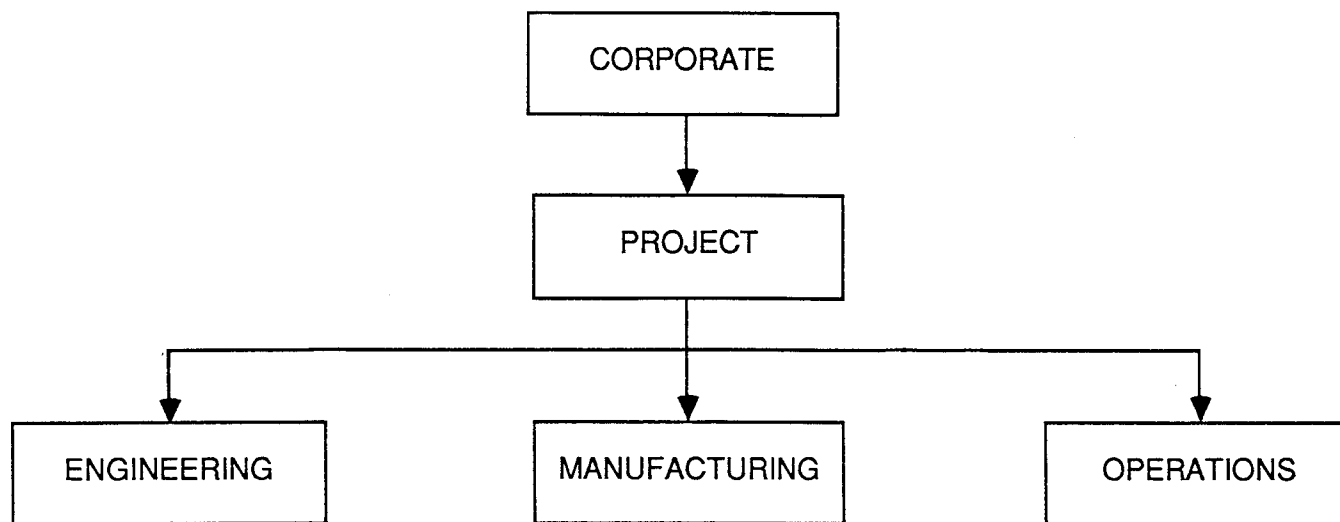 CORPORATE
PROJECT
ENGINEERING
MANUFACTURING
OPERATIONS